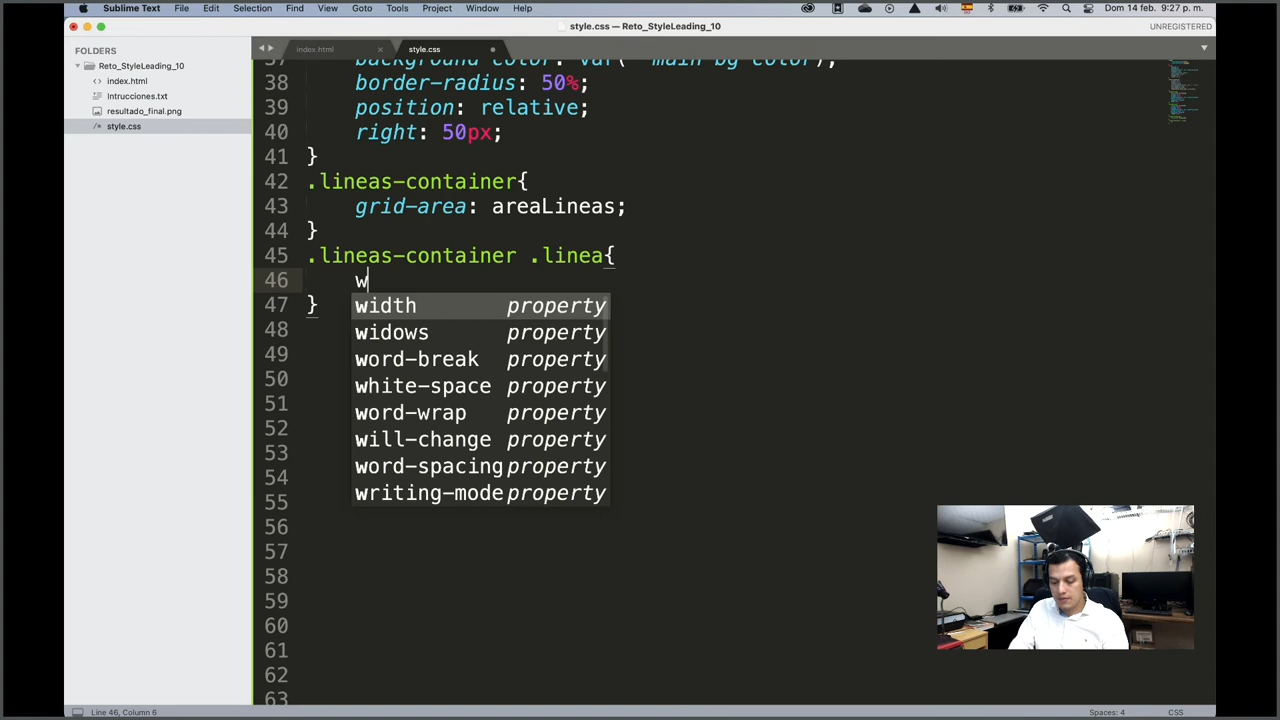 Sublime Text File Edit Selection Find View Goto Tools Project Window Help Dom 14 feb. 9:27 p. m.
style.css — Reto_StyleLeading_10
UNREGISTERED
FOLDERS
Reto_StyleLeading_10
index.html
Intrucciones.txt
resultado_final.png
style.css
index.html
style.css
38 border-radius: 50%;
39 position: relative;
40 right: 50px;
41 }
42 .lineas-container{
43 grid-area: areaLineas;
44 }
45 .lineas-container .linea{
46 w
47 }
width property
widows property
word-break property
white-space property
word-wrap property
will-change property
word-spacing property
writing-mode property
48
49
50
51
52
53
54
55
56
57
58
59
60
61
62
63
Line 46, Column 6
Spaces: 4
CSS